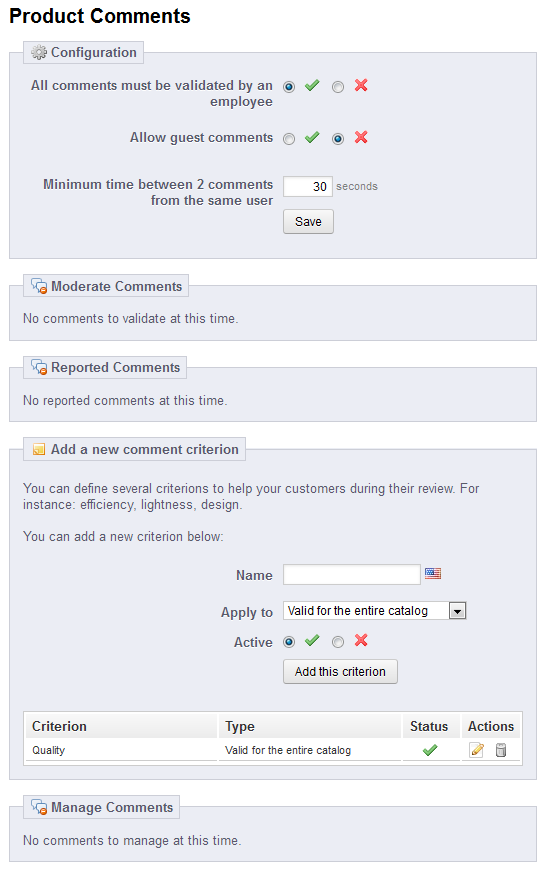 Product Comments
Configuration
All comments must be validated by an
employee
Allow guest comments
Minimum time between 2 comments
from the same user
30 seconds
Save
Moderate Comments
No comments to validate at this time.
Reported Comments
No reported comments at this time.
Add a new comment criterion
You can define several criterions to help your customers during their review. For
instance: efficiency, lightness, design.
You can add a new criterion below:
Name
Apply to Valid for the entire catalog
Active
Add this criterion
Criterion Type Status Actions
Quality Valid for the entire catalog
Manage Comments
No comments to manage at this time.